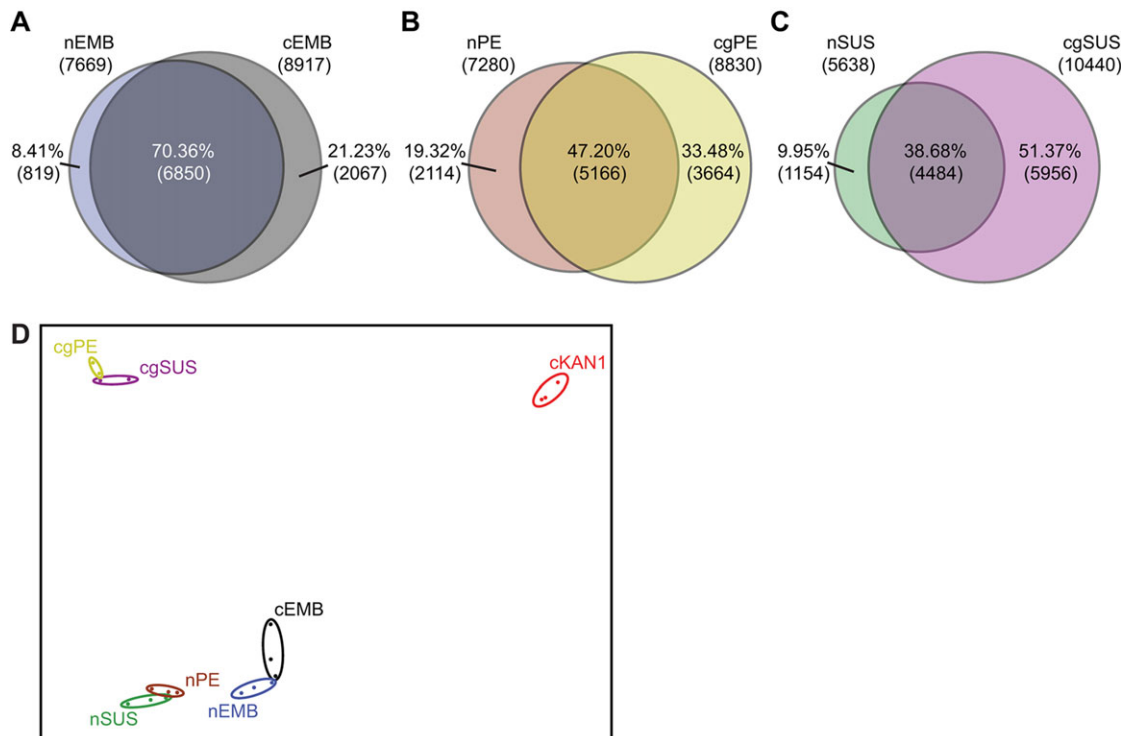 A
nEMB
(7669)
cEMB
(8917)
8.41%
(819)
70.36%
(6850)
21.23%
(2067)
B
nPE
(7280)
cgPE
(8830)
19.32%
(2114)
47.20%
(5166)
33.48%
(3664)
C
nSUS
(5638)
cgSUS
(10440)
9.95%
(1154)
38.68%
(4484)
51.37%
(5956)
D
cgPE
cgSUS
cKAN1
cEMB
nPE
nSUS
nEMB